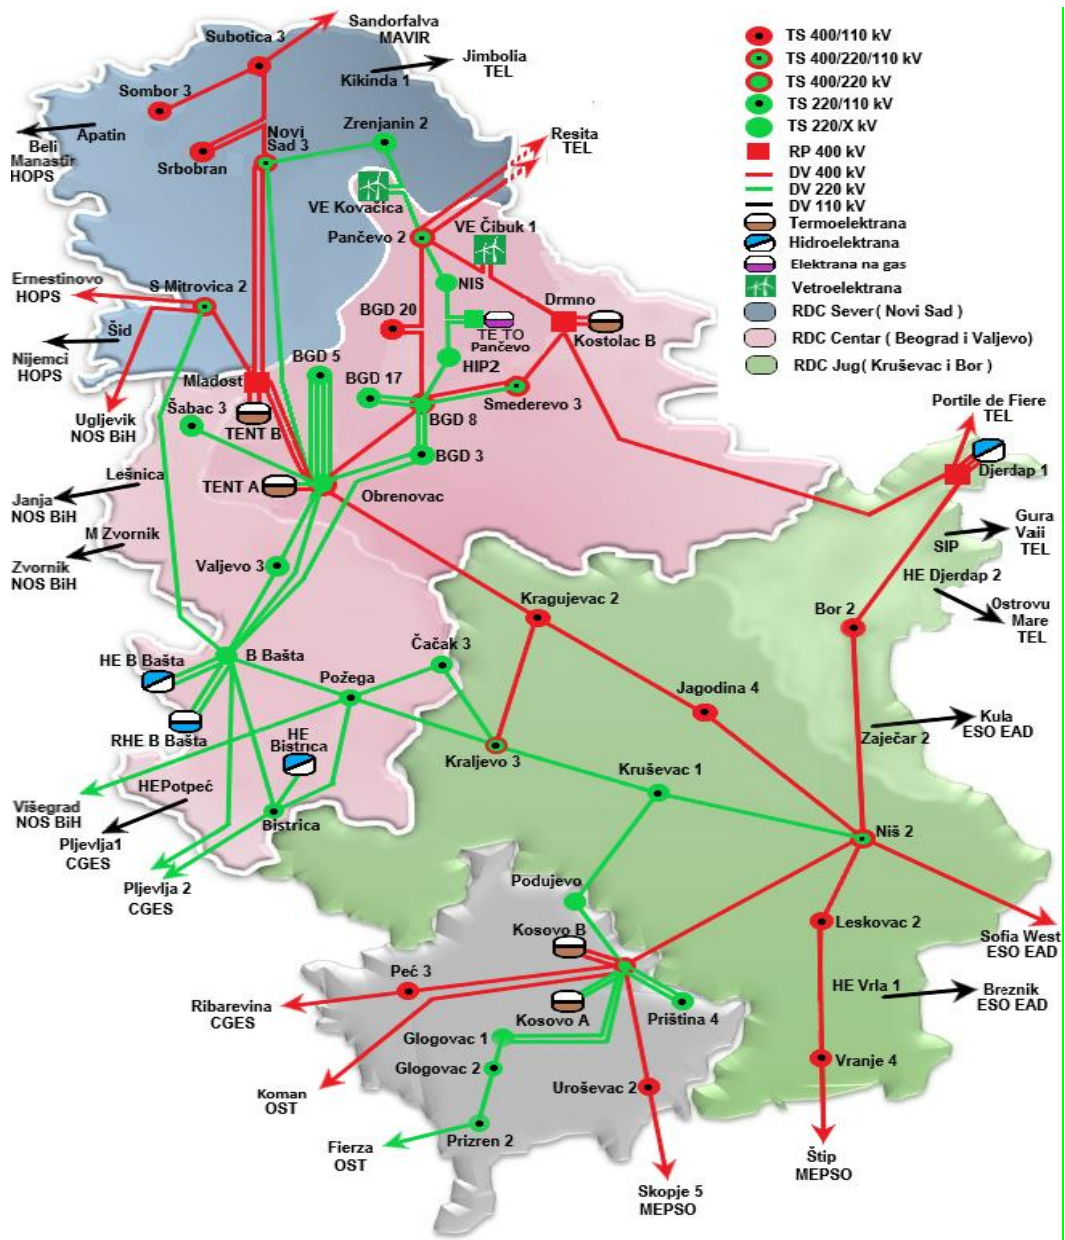 Sandorfalva
MAVIR
Subotica 3
Jimbolia
TEL
Kikinda 1
Sombor 3
Apatin
Beli
Manastir
HOPS
Srbobran
Novi
Sad 3
Zrenjanin 2
Resita
TEL
VE Kovačica
Pančevo 2
VE Čibuk 1
Ernestinovo
HOPS
S Mitrovica 2
NIS
BGD 20
Drmno
Kostolac B
TE TO
Pančevo
Šid
Nijemci
HOPS
BGD 5
HIP2
Mladost
BGD 17
Smederevo 3
Šabac 3
TENT B
BGD 8
Ugljevik
NOS BiH
BGD 3
Lešnica
TENT A
Obrenovac
Janja
NOS BiH
M Zvornik
Zvornik
NOS BiH
Valjevo 3
TS 400/110 kV
TS 400/220/110 kV
TS 400/220 kV
TS 220/110 kV
TS 220/X kV
RP 400 kV
DV 400 kV
DV 220 kV
DV 110 kV
Termoelektrana
Hidroelektrana
Elektrana na gas
Vetroelektrana
RDC Sever( Novi Sad )
RDC Centar ( Beograd i Valjevo)
RDC Jug( Kruševac i Bor )
Portile de Fiere
TEL
Djerdap 1
Gura
Vaii
TEL
SIP
HE Djerdap 2
Ostrovu
Mare
TEL
Kragujevac 2
Bor 2
Čačak 3
B Bašta
HE B Bašta
Požega
Jagodina 4
Kula
ESO EAD
Zaječar 2
RHE B Bašta
HE
Bistrica
Kraljevo 3
Kruševac 1
HEPotpeć
Višegrad
NOS BiH
Bistrica
Niš 2
Pljevlja1
CGES
Pljevlja 2
CGES
Podujevo
Leskovac 2
Kosovo B
Sofia West
ESO EAD
Peć 3
HE Vrla 1
Breznik
ESO EAD
Ribarevina
CGES
Kosovo A
Priština 4
Glogovac 1
Glogovac 2
Uroševac 2
Vranje 4
Koman
OST
Prizren 2
Fierza
OST
Štip
MEPSO
Skopje 5
MEPSO